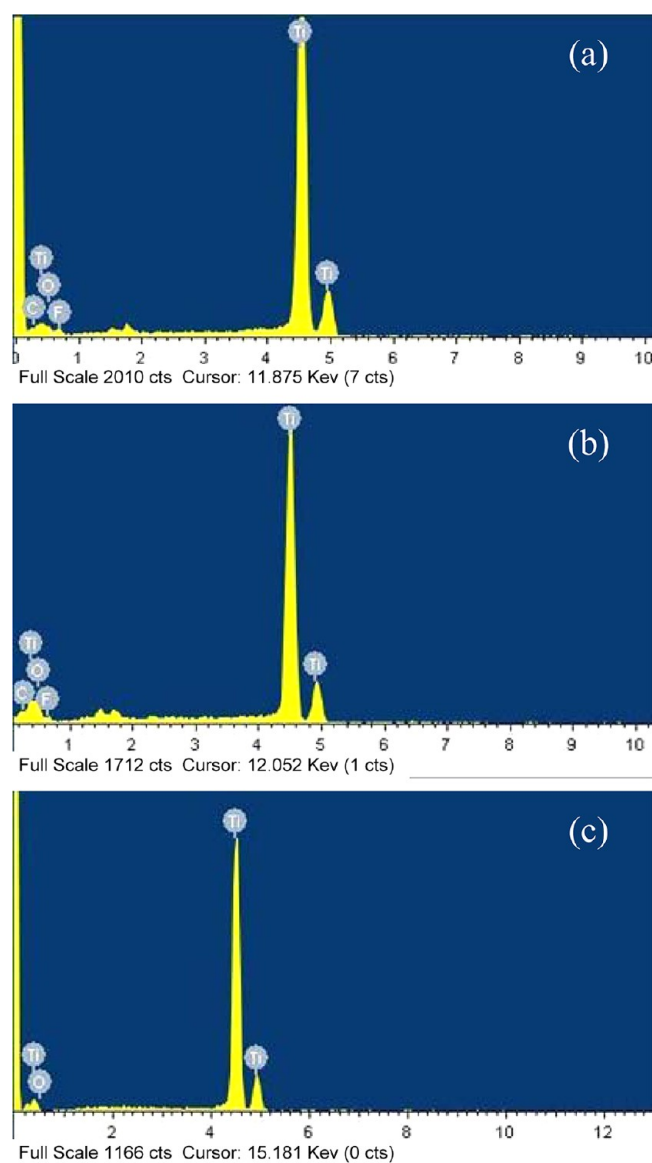 Ti
(a)
Ti
Ti
O
C
F
0 1 2 3 4 5 6 7 8 9 10
Full Scale 2010 cts Cursor: 11.875 Kev (7 cts)
Ti
(b)
Ti
Ti
O
C
F
1 2 3 4 5 6 7 8 9 10
Full Scale 1712 cts Cursor: 12.052 Kev (1 cts)
Ti
(c)
Ti
Ti
O
2 4 6 8 10 12
Full Scale 1166 cts Cursor: 15.181 Kev (0 cts)